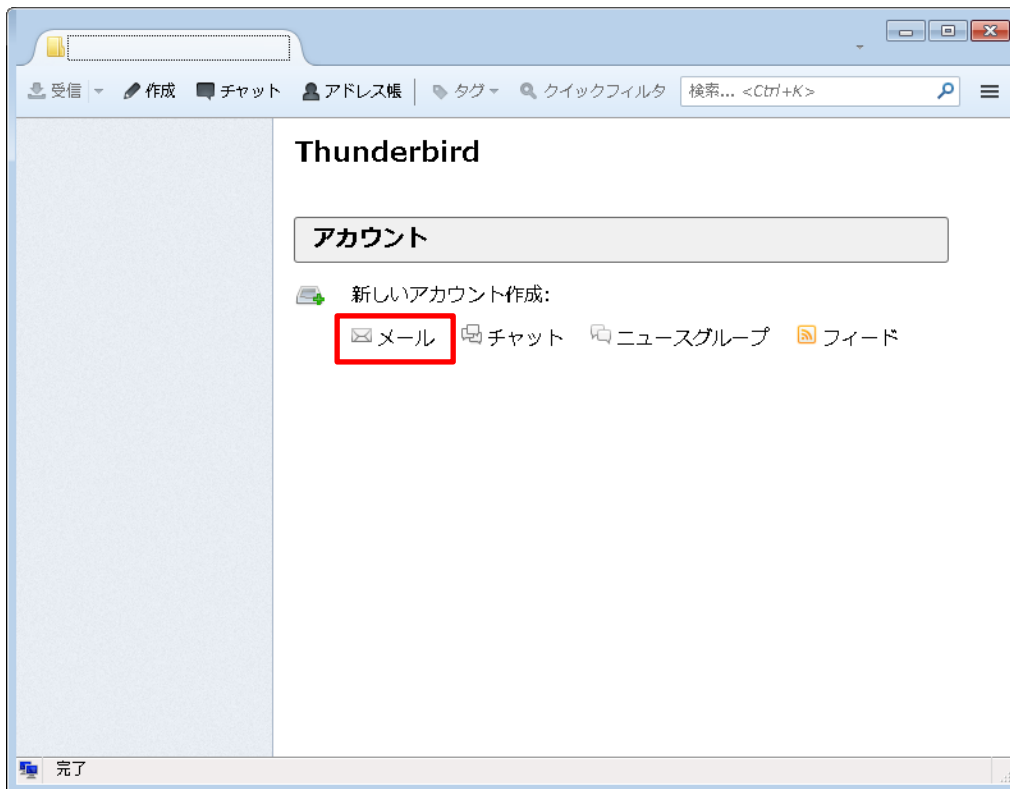 受信 作成 チャット アドレス帳 タグ クイックフィルタ 検索... <Ctrl+K>
Thunderbird
アカウント
新しいアカウント作成:
メール チャット ニュースグループ フィード
完了